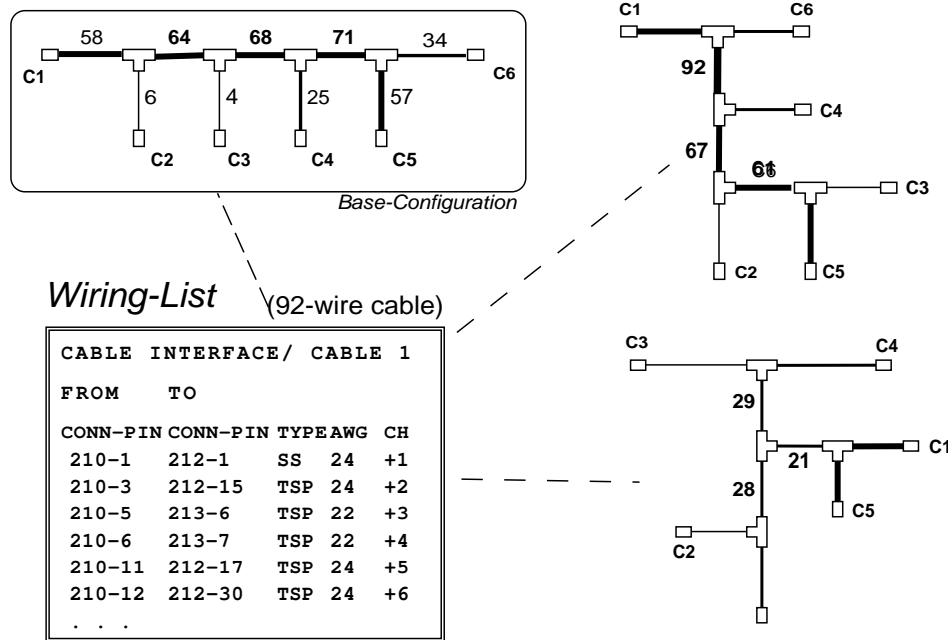 58 64 68 71 34
C1 C6
6 4 25 57
C2 C3 C4 C5
Base-Configuration
C1 C6
92
C4
67
61
C3
C2 C5
Wiring-List (92-wire cable)
CABLE INTERFACE/ CABLE 1
FROM TO
CONN-PIN CONN-PIN TYPE AWG CH
210-1 212-1 SS 24 +1
210-3 212-15 TSP 24 +2
210-5 213-6 TSP 22 +3
210-6 213-7 TSP 22 +4
210-11 212-17 TSP 24 +5
210-12 212-30 TSP 24 +6
. . .
C3 C4
29
C1
21
28
C5
C2